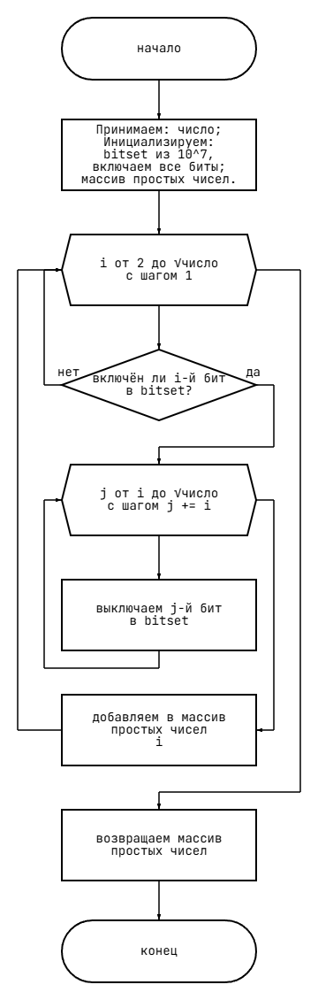 начало
Принимаем: число;
Инициализируем:
bitset из 10^7,
включаем все биты;
массив простых чисел.
i от 2 до √число
с шагом 1
нет
включён ли i-й бит
в bitset?
да
j от i до √число
с шагом j += i
выключаем j-й бит
в bitset
добавляем в массив
простых чисел
i
возвращаем массив
простых чисел
конец